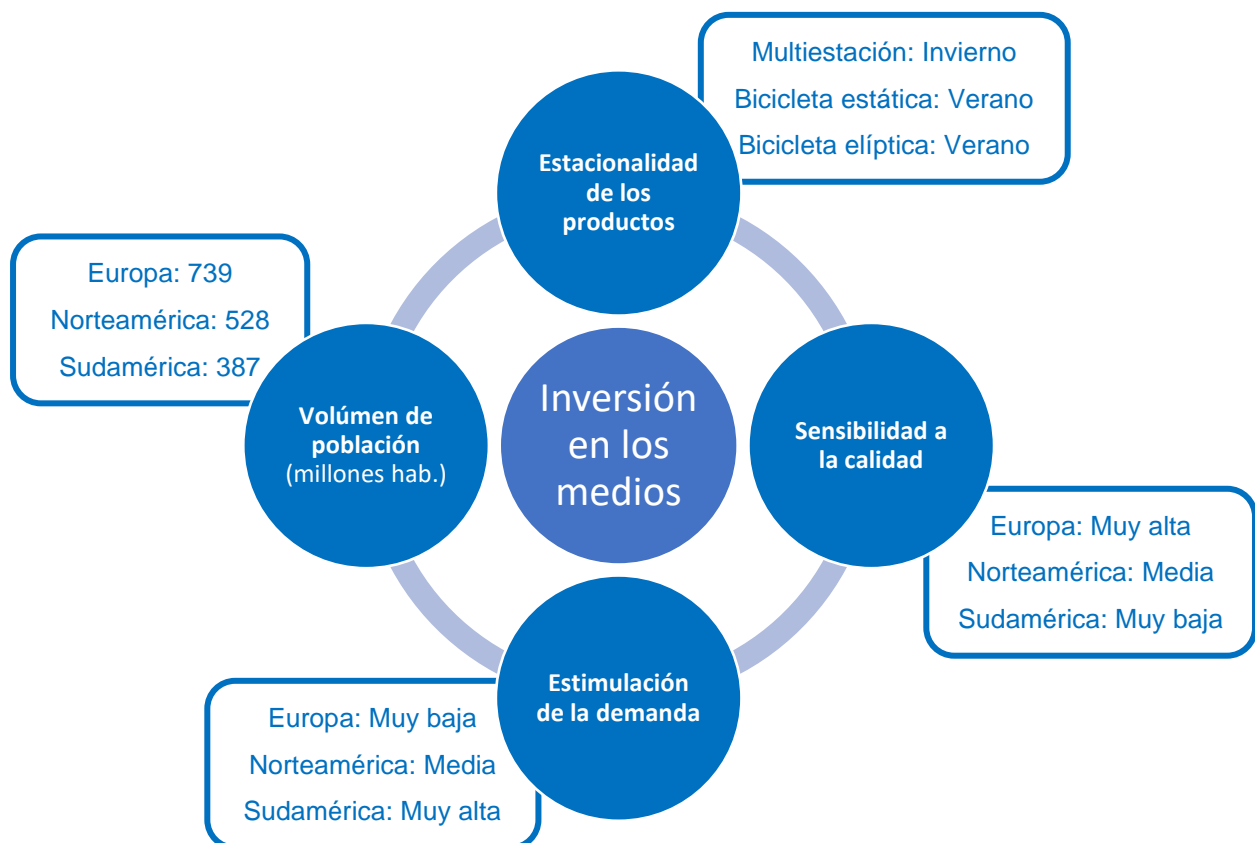 Multiestación: Invierno
Bicicleta estática: Verano
Bicicleta elíptica: Verano
Estacionalidad
de los
productos
Europa: 739
Norteamérica: 528
Sudamérica: 387
Volúmen de
población
(millones hab.)
Inversión
en los
medios
Sensibilidad a
la calidad
Europa: Muy alta
Norteamérica: Media
Sudamérica: Muy baja
Estimulación
de la demanda
Europa: Muy baja
Norteamérica: Media
Sudamérica: Muy alta